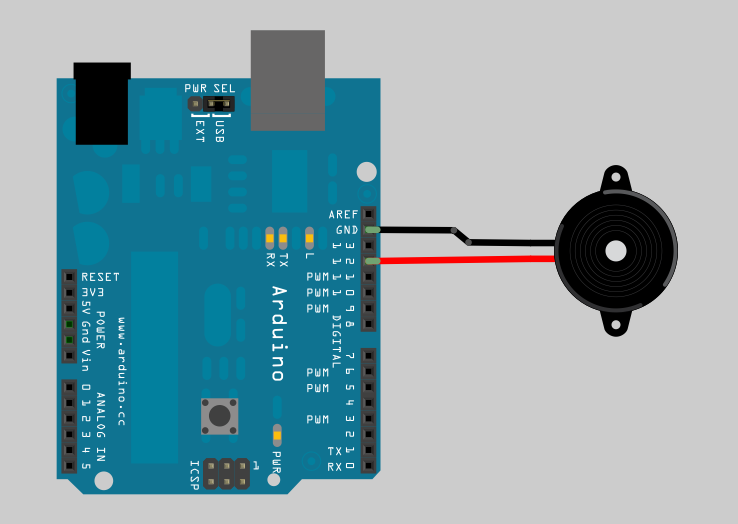 PWR SEL
EXT
USB
AREF
GND
13
12
RX
TX
L
PWM 11
PWM 10
PWM 9
8
RESET
3V3
5V
Gnd
Vin
POWER
www.arduino.cc
Arduino
DIGITAL
7
PWM 6
PWM 5
4
PWM 3
2
TX 1
RX 0
0
1
2
3
4
5
ANALOG IN
ICSP
1
PWR